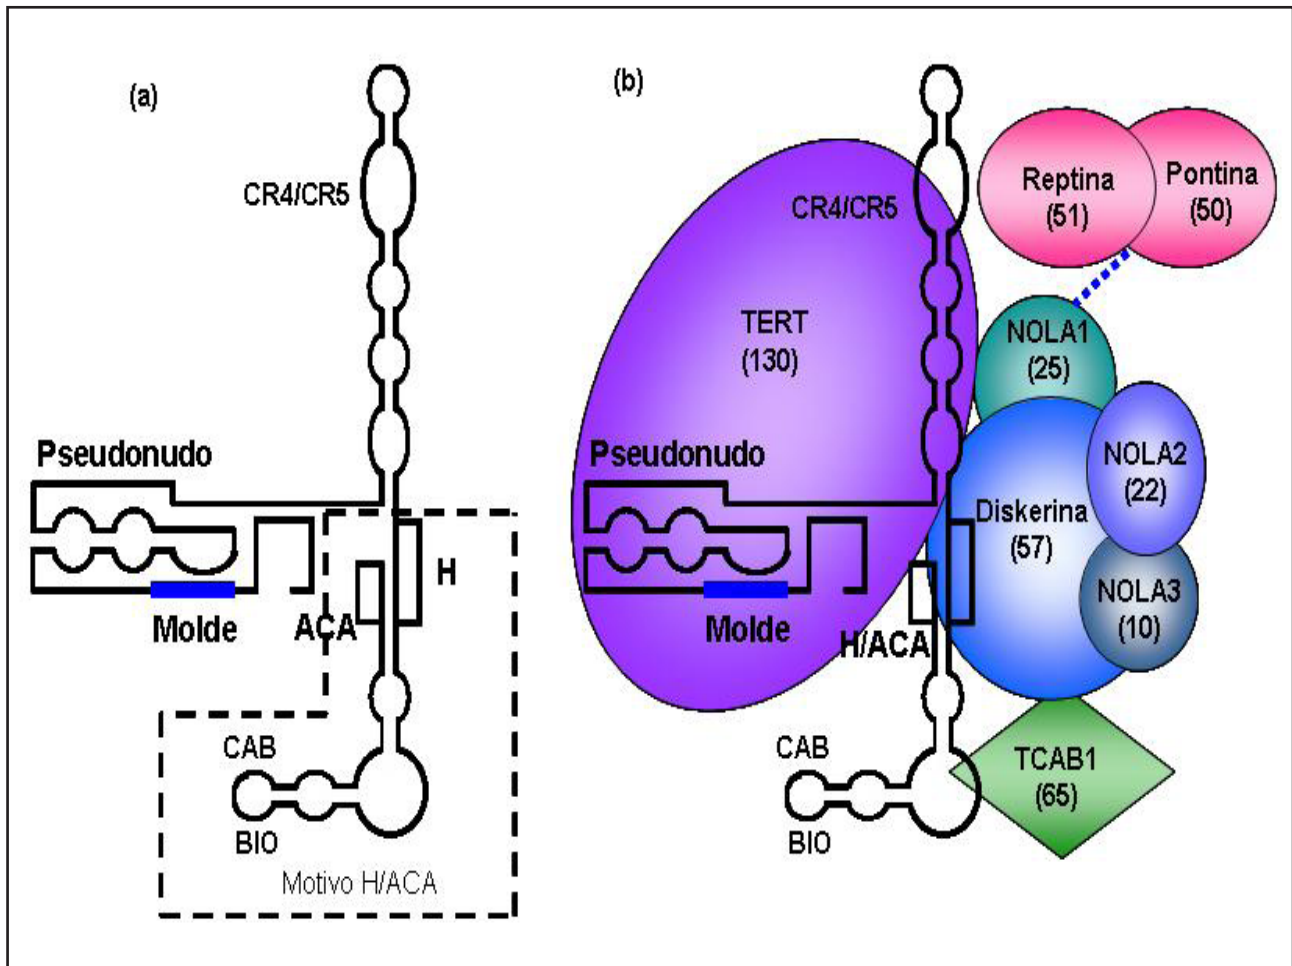 (a)
CR4/CR5
Pseudonudo
H
Molde
ACA
CAB
BIO
Motivo H/ACA
(b)
Reptina
(51)
Pontina
(50)
CR4/CR5
TERT
(130)
NOLA1
(25)
Pseudonudo
NOLA2
(22)
Diskerina
(57)
NOLA3
(10)
Molde
H/ACA
CAB
BIO
TCAB1
(65)